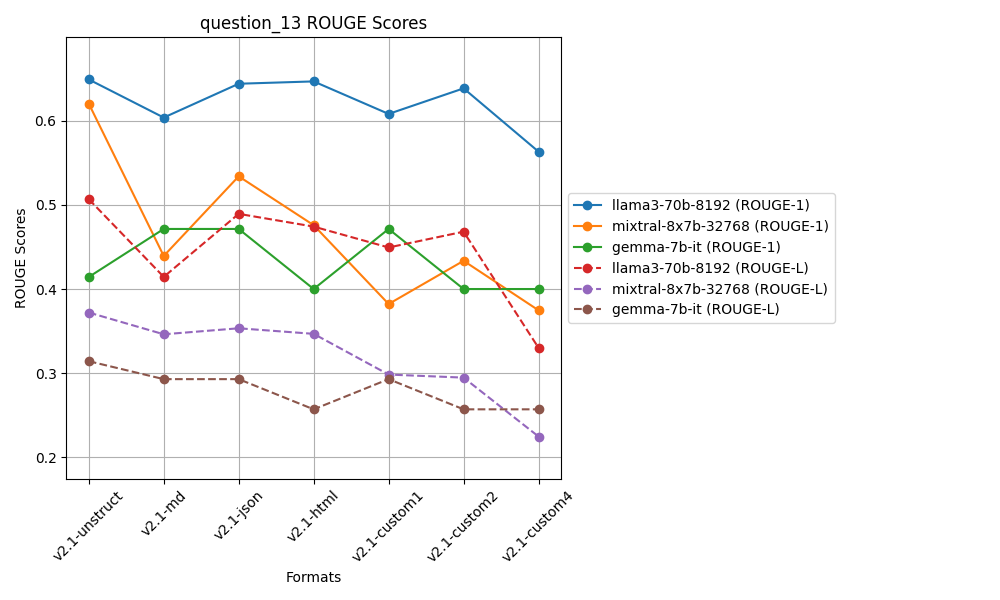 question_13 ROUGE Scores
ROUGE Scores
0.6
0.5
0.4
0.3
0.2
v2.1-unstruct
v2.1-md
v2.1-json
v2.1-html
v2.1-custom1
v2.1-custom2
v2.1-custom4
Formats
llama3-70b-8192 (ROUGE-1)
mixtral-8x7b-32768 (ROUGE-1)
gemma-7b-it (ROUGE-1)
llama3-70b-8192 (ROUGE-L)
mixtral-8x7b-32768 (ROUGE-L)
gemma-7b-it (ROUGE-L)